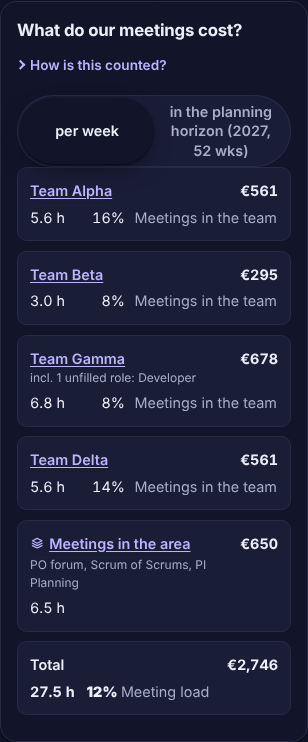 What do our meetings cost?
How is this counted?
per week
in the planning
horizon (2027,
52 wks)
Team Alpha €561
5.6 h 16% Meetings in the team
Team Beta €295
3.0 h 8% Meetings in the team
Team Gamma €678
incl. 1 unfilled role: Developer
6.8 h 8% Meetings in the team
Team Delta €561
5.6 h 14% Meetings in the team
Meetings in the area €650
PO forum, Scrum of Scrums, PI
Planning
6.5 h
Total €2,746
27.5 h 12% Meeting load